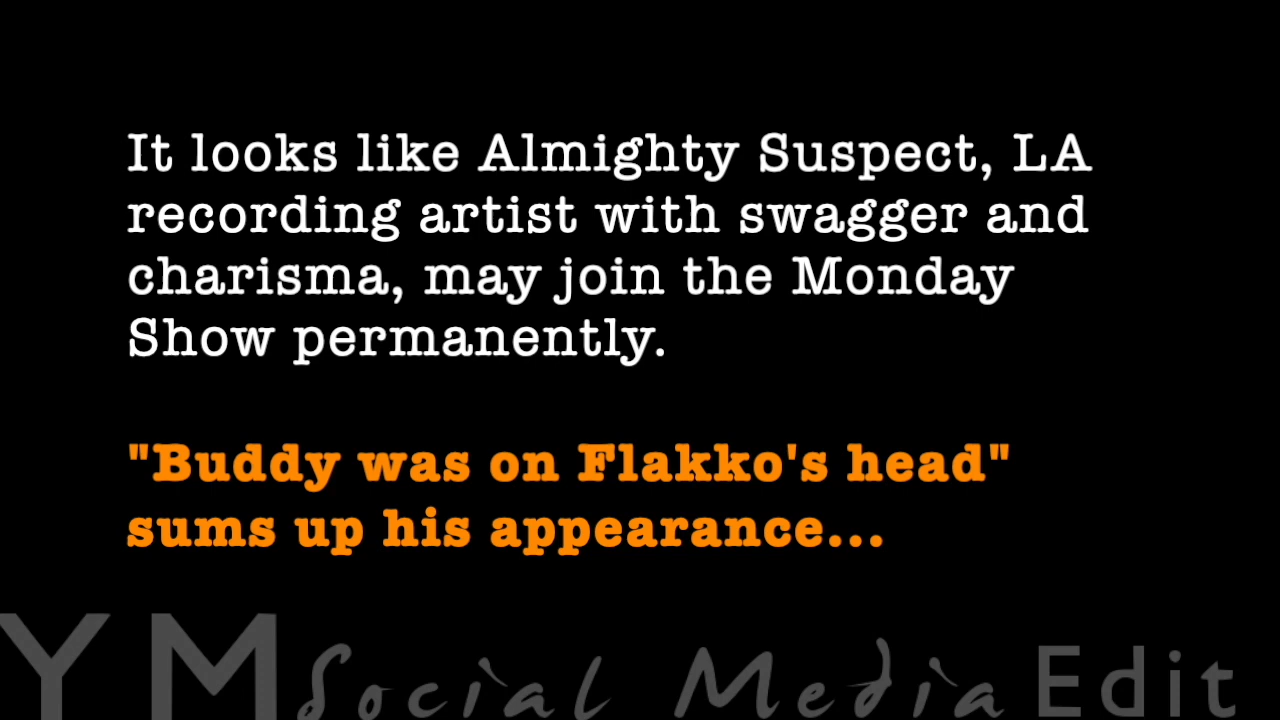 It looks like Almighty Suspect, LA
recording artist with swagger and
charisma, may join the Monday
Show permanently.
"Buddy was on Flakko's head"
sums up his appearance...
YM Social Media Edit